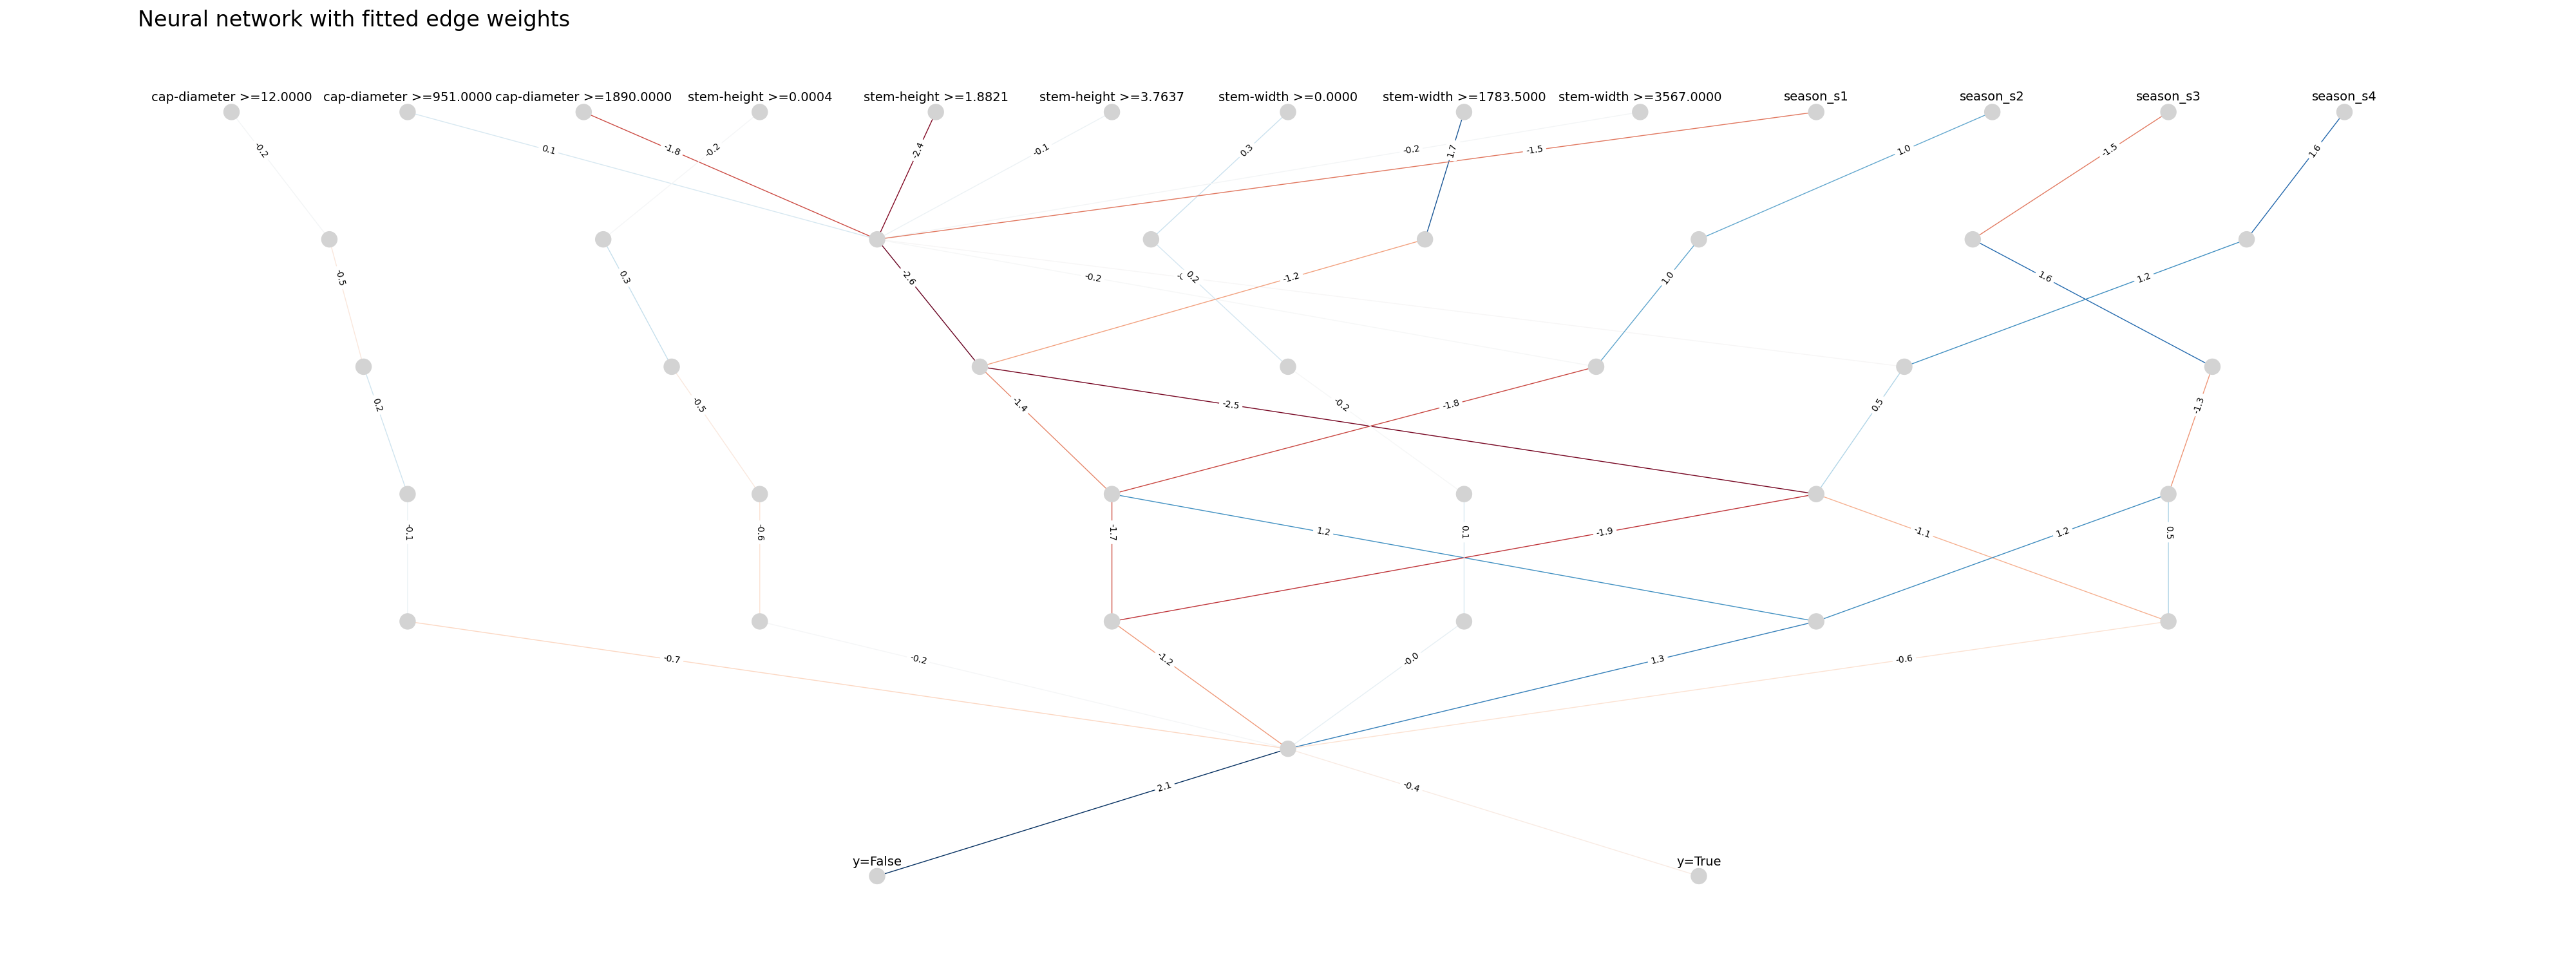 Neural network with fitted edge weights
cap-diameter >=12.0000 cap-diameter >=951.0000 cap-diameter >=1890.0000 stem-height >=0.0004 stem-height >=1.8821 stem-height >=3.7637 stem-width >=0.0000 stem-width >=1783.5000 stem-width >=3567.0000 season_s1 season_s2 season_s3 season_s4
-0.2 0.1 -1.8 -0.2 -2.4 -0.1 0.3 -0.2 1.7 -1.5 1.0 -1.5 1.6
-0.5 0.3 -2.6 -0.2 0.2 -1.2 1.0 1.6 1.2
0.2 -0.5 -1.4 -2.5 -0.2 -1.8 0.5 -1.3
-0.1 -0.6 -1.7 1.2 0.1 -1.9 -1.1 1.2 0.5
-0.7 -0.2 -1.2 -0.0 1.3 -0.6
2.1 -0.4
y=False y=True